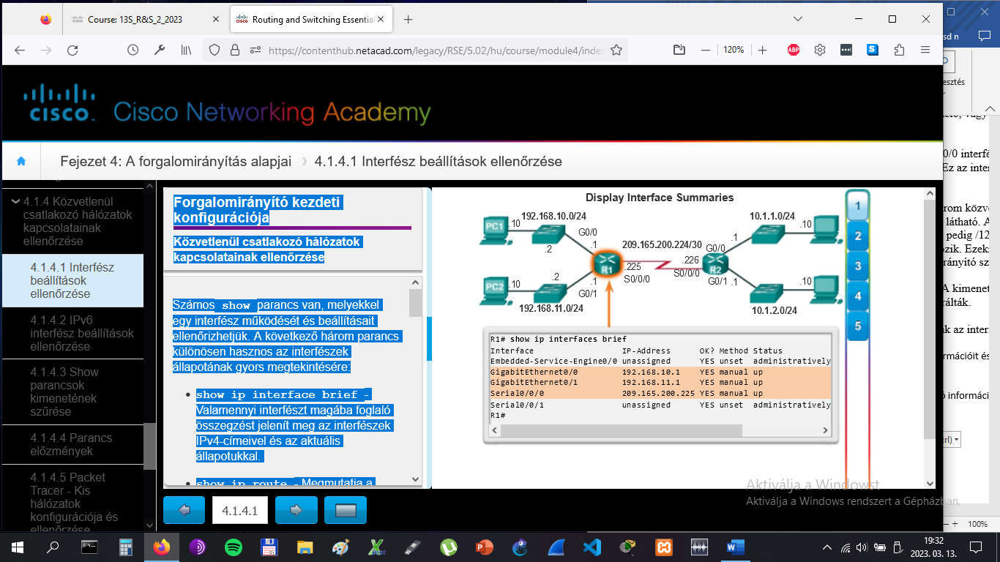 Course: 13S_R&S_2_2023
Routing and Switching Essential
https://contenthub.netacad.com/legacy/RSE/5.02/hu/course/module4/index
120%
ABP
S
sd n
esztés
CISCO.
Cisco Networking Academy
Fejezet 4: A forgalomirányítás alapjai
4.1.4.1 Interfész beállítások ellenőrzése
4.1.4 Közvetlenül
csatlakozó hálózatok
kapcsolatainak
ellenőrzése
4.1.4.1 Interfész
beállítások
ellenőrzése
4.1.4.2 IPv6
interfész beállítások
ellenőrzése
4.1.4.3 Show
parancsok
kimenetének
szűrése
4.1.4.4 Parancs
előzmények
4.1.4.5 Packet
Tracer - Kis
hálózatok
konfigurációja és
ellenőrzése
Forgalomirányító kezdeti
konfigurációja
Közvetlenül csatlakozó hálózatok
kapcsolatainak ellenőrzése
Számos show parancs van, melyekkel
egy interfész működését és beállításait
ellenőrizhetjük. A következő három parancs
különösen hasznos az interfészek
állapotának gyors megtekintésére:
• show ip interface brief -
Valamennyi interfészt magába foglaló
összegzést jelenít meg az interfészek
IPv4-címeivel és az aktuális
állapotukkal.
• show ip route - Megmutatja a
4.1.4.1
Display Interface Summaries
192.168.10.0/24
10.1.1.0/24
PC1
.10
G0/0
.1
.2
209.165.200.224/30
G0/0
.1
.10
R1
.225
S0/0/0
.226
S0/0/0
R2
PC2
.10
.2
.1
G0/1
G0/1
.1
.10
192.168.11.0/24
10.1.2.0/24
R1# show ip interfaces brief
Interface IP-Address OK? Method Status
Embedded-Service-Engine0/0 unassigned YES unset administratively
GigabitEthernet0/0 192.168.10.1 YES manual up
GigabitEthernet0/1 192.168.11.1 YES manual up
Serial0/0/0 209.165.200.225 YES manual up
Serial0/0/1 unassigned YES unset administratively
R1#
1
2
3
4
5
0/0 interfé
Ez az inter
rom közve
látható. A
pedig /12
zik. Ezek
rányító sz
A kimenet
rálták.
ak az inter
rmációit és
ó informáci
trl)
Aktiválja a Windowst
Aktiválja a Windows rendszert a Gépházban.
100%
19:32
2023. 03. 13.